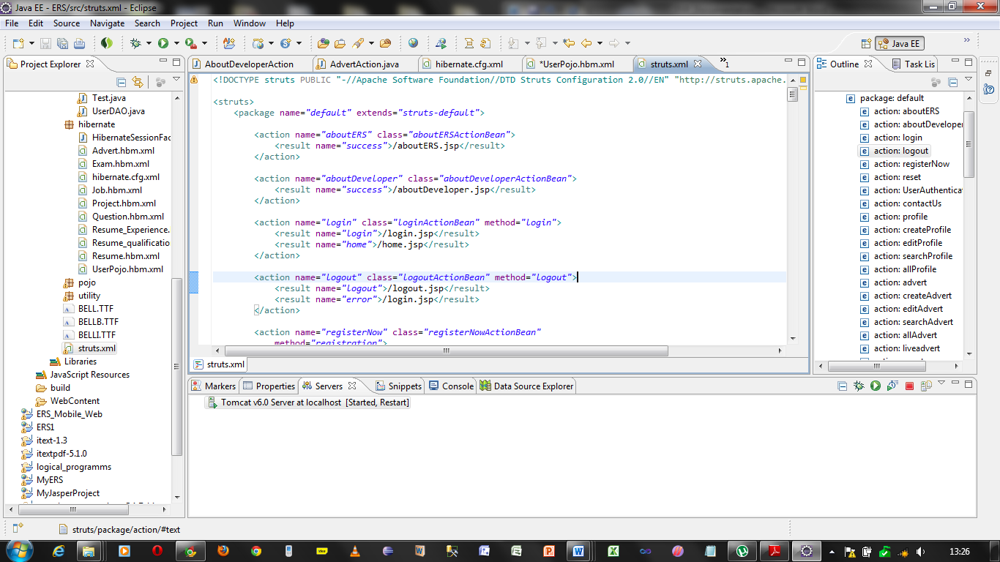 Java EE - ERS/src/struts.xml - Eclipse
File Edit Source Navigate Search Project Run Window Help
Java EE
Project Explorer
AboutDeveloperAction
AdvertAction.java
hibernate.cfg.xml
*UserPojo.hbm.xml
struts.xml
»1
Outline
Task Lis
Test.java
UserDAO.java
hibernate
HibernateSessionFac
Advert.hbm.xml
Exam.hbm.xml
hibernate.cfg.xml
Job.hbm.xml
Project.hbm.xml
Question.hbm.xml
Resume_Experience.
Resume_qualificatio
Resume.hbm.xml
UserPojo.hbm.xml
pojo
utility
BELL.TTF
BELLB.TTF
BELLI.TTF
struts.xml
Libraries
JavaScript Resources
build
WebContent
ERS_Mobile_Web
ERS1
itext-1.3
itextpdf-5.1.0
logical_programms
MyERS
MyJasperProject
<!DOCTYPE struts PUBLIC "-//Apache Software Foundation//DTD Struts Configuration 2.0//EN" "http://struts.apache.
<struts>
<package name="default" extends="struts-default">
<action name="aboutERS" class="aboutERSActionBean">
<result name="success">/aboutERS.jsp</result>
</action>
<action name="aboutDeveloper" class="aboutDeveloperActionBean">
<result name="success">/aboutDeveloper.jsp</result>
</action>
<action name="login" class="loginActionBean" method="login">
<result name="login">/login.jsp</result>
<result name="home">/home.jsp</result>
</action>
<action name="logout" class="logoutActionBean" method="logout">
<result name="logout">/logout.jsp</result>
<result name="error">/login.jsp</result>
</action>
<action name="registerNow" class="registerNowActionBean"
method="registration">
struts.xml
package: default
action: aboutERS
action: aboutDeveloper
action: login
action: logout
action: registerNow
action: reset
action: UserAuthenticat
action: contactUs
action: profile
action: createProfile
action: editProfile
action: searchProfile
action: allProfile
action: advert
action: createAdvert
action: editAdvert
action: searchAdvert
action: allAdvert
action: liveadvert
Markers
Properties
Servers
Snippets
Console
Data Source Explorer
Tomcat v6.0 Server at localhost [Started, Restart]
struts/package/action/#text
13:26